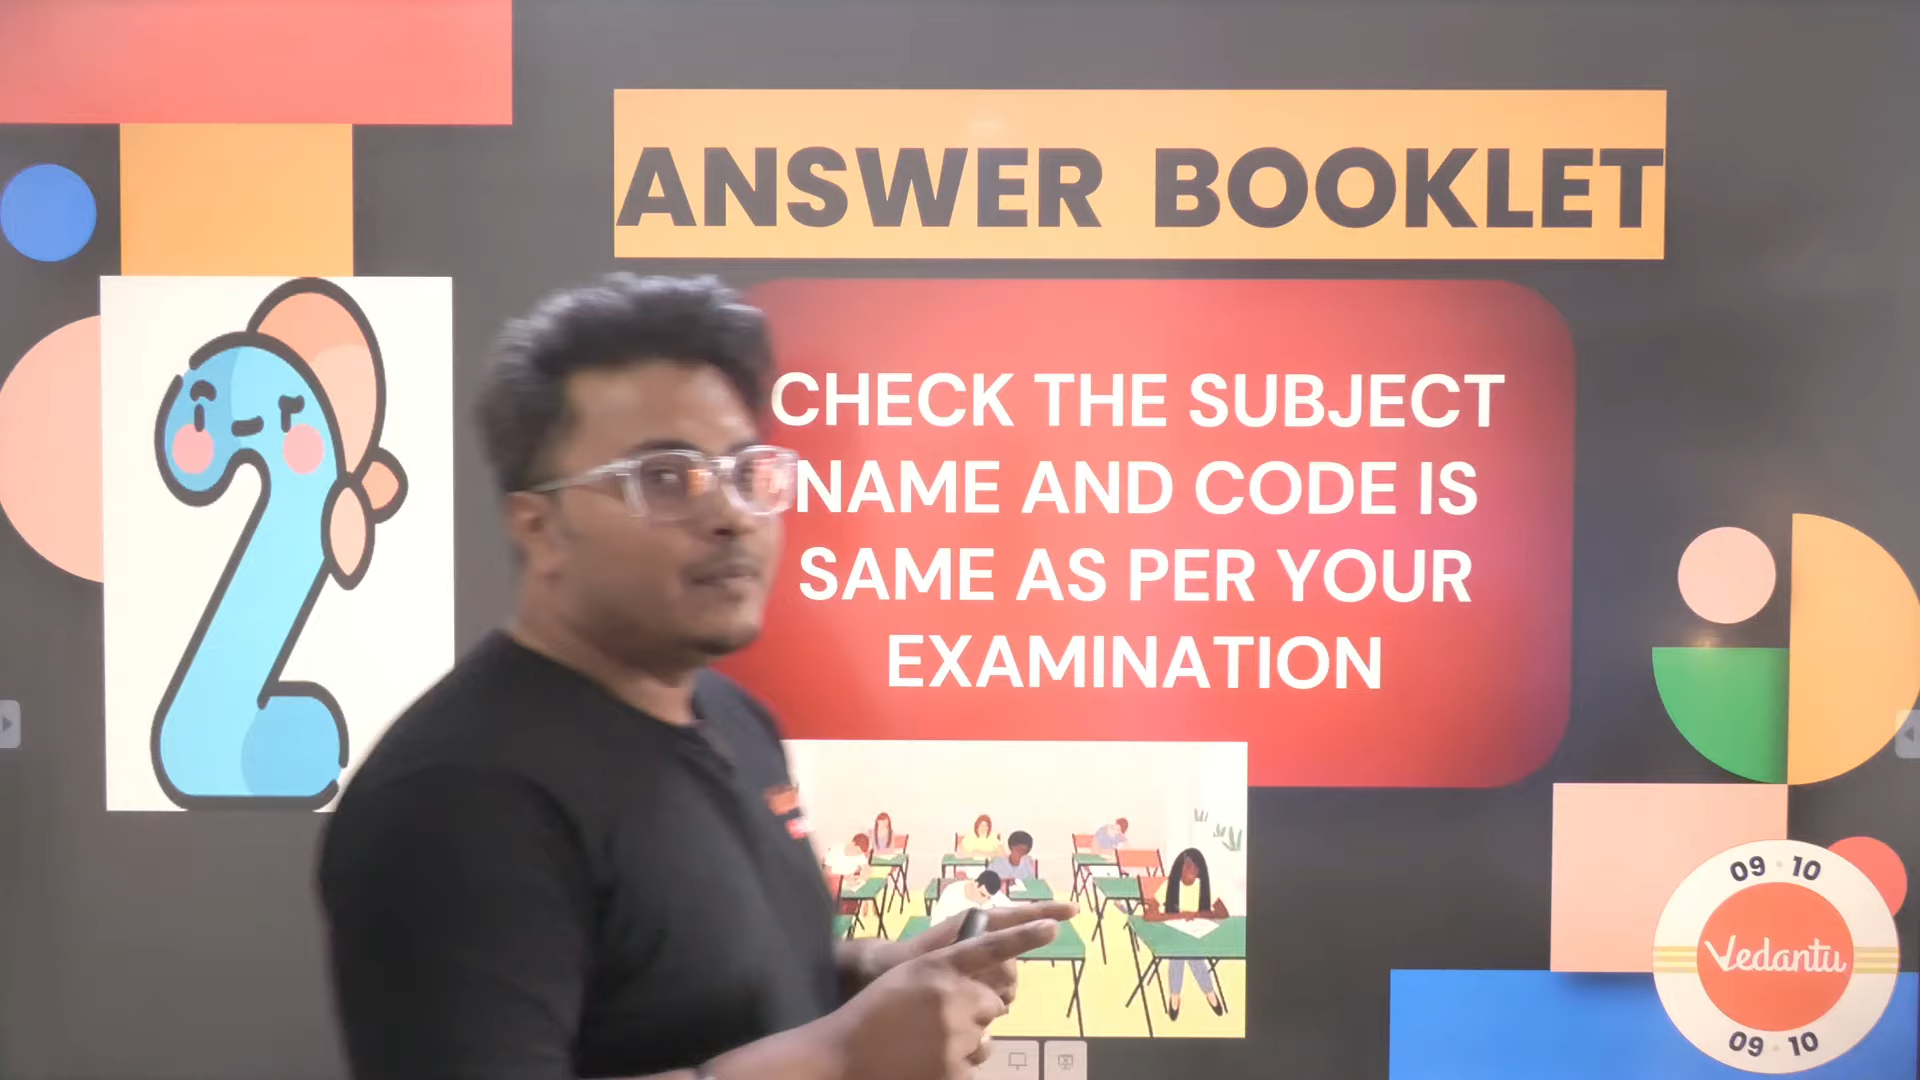 ANSWER BOOKLET
CHECK THE SUBJECT
NAME AND CODE IS
SAME AS PER YOUR
EXAMINATION
09 10
Vedantu
09 10